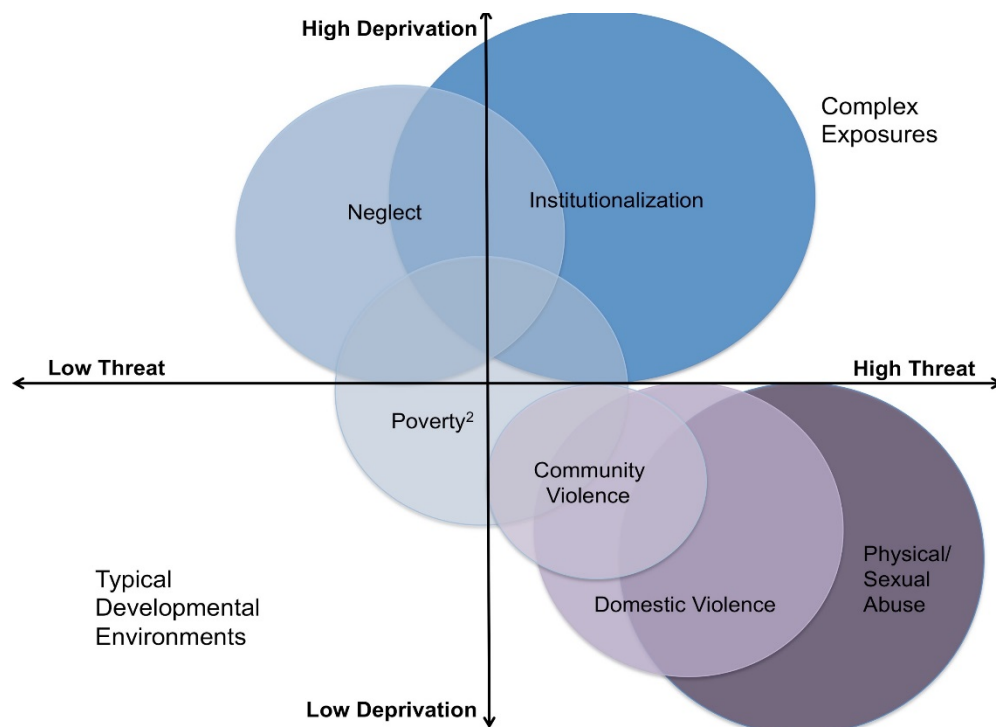 High Deprivation
Complex
Exposures
Neglect
Institutionalization
Low Threat
High Threat
Poverty²
Community
Violence
Typical
Developmental
Environments
Physical/
Sexual
Abuse
Domestic Violence
Low Deprivation